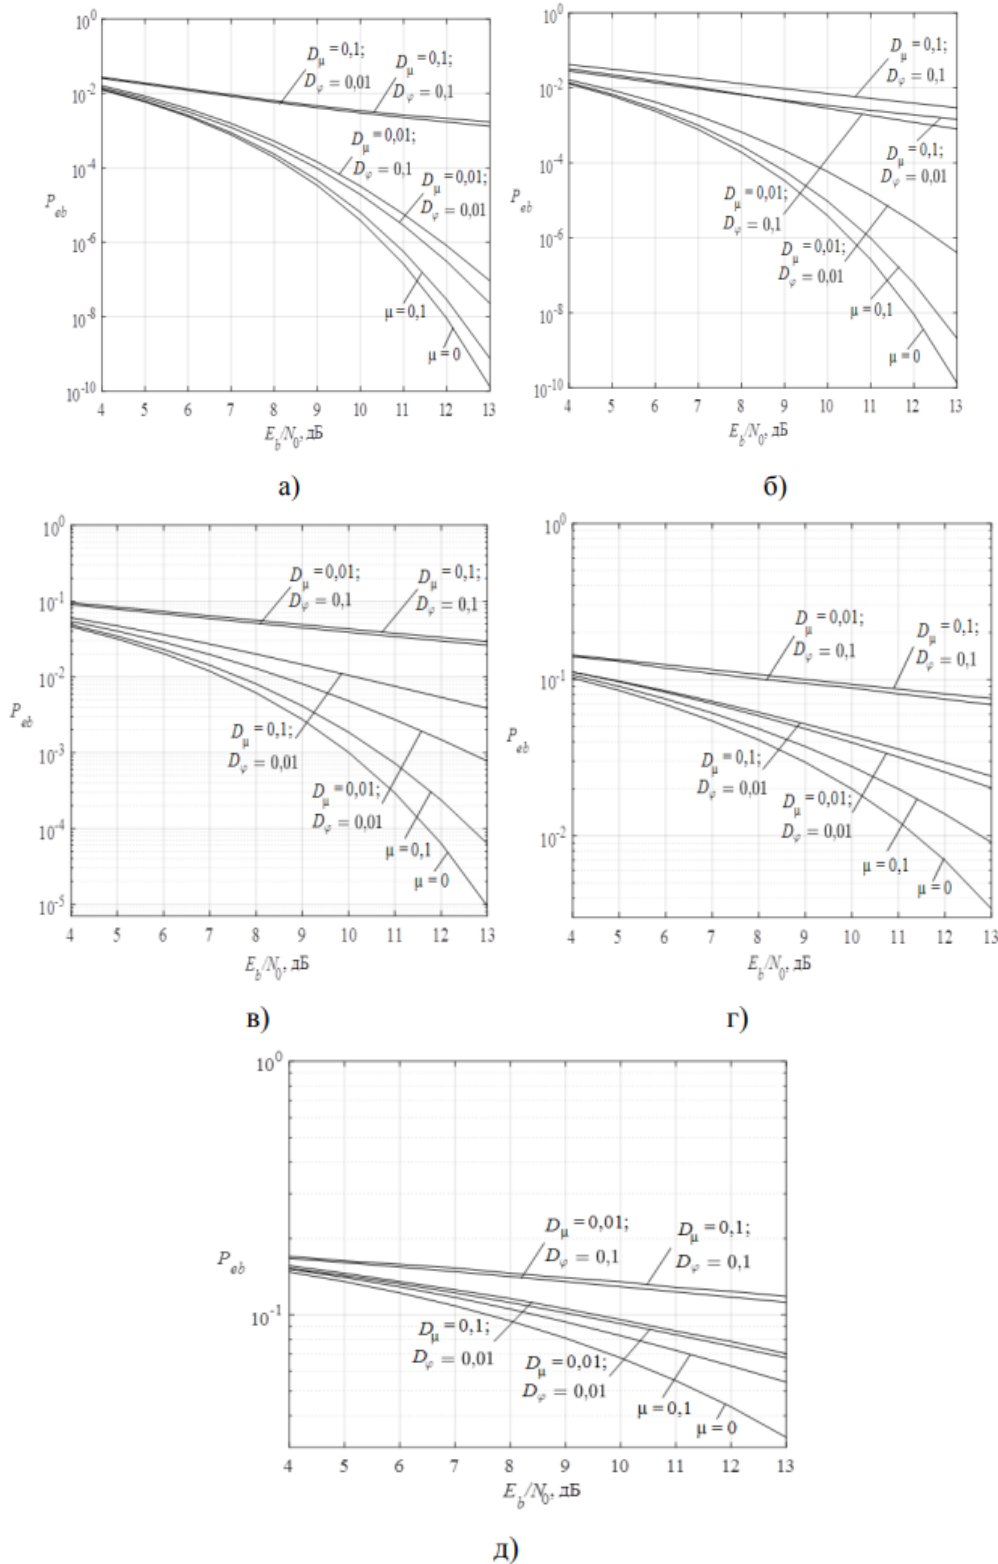 10⁰
D_μ = 0,1;
D_φ = 0,01
D_μ = 0,1;
D_φ = 0,1
10⁻²
D_μ = 0,01;
D_φ = 0,1
D_μ = 0,01;
D_φ = 0,01
10⁻⁴
P_eb
10⁻⁶
μ = 0,1
10⁻⁸
μ = 0
10⁻¹⁰
4 5 6 7 8 9 10 11 12 13
E_b/N_0, дБ
а)
10⁰
D_μ = 0,1;
D_φ = 0,1
10⁻²
D_μ = 0,1;
D_φ = 0,01
10⁻⁴
P_eb
D_μ = 0,01;
D_φ = 0,1
D_μ = 0,01;
D_φ = 0,01
10⁻⁶
μ = 0,1
10⁻⁸
μ = 0
10⁻¹⁰
4 5 6 7 8 9 10 11 12 13
E_b/N_0, дБ
б)
10⁰
D_μ = 0,01;
D_φ = 0,1
D_μ = 0,1;
D_φ = 0,1
10⁻¹
10⁻²
P_eb
D_μ = 0,1;
D_φ = 0,01
10⁻³
D_μ = 0,01;
D_φ = 0,01
10⁻⁴
μ = 0,1
μ = 0
10⁻⁵
4 5 6 7 8 9 10 11 12 13
E_b/N_0, дБ
в)
10⁰
D_μ = 0,01;
D_φ = 0,1
D_μ = 0,1;
D_φ = 0,1
10⁻¹
P_eb
D_μ = 0,1;
D_φ = 0,01
D_μ = 0,01;
D_φ = 0,01
10⁻²
μ = 0,1
μ = 0
4 5 6 7 8 9 10 11 12 13
E_b/N_0, дБ
г)
10⁰
D_μ = 0,01;
D_φ = 0,1
D_μ = 0,1;
D_φ = 0,1
P_eb
10⁻¹
D_μ = 0,1;
D_φ = 0,01
D_μ = 0,01;
D_φ = 0,01
μ = 0,1
μ = 0
4 5 6 7 8 9 10 11 12 13
E_b/N_0, дБ
д)